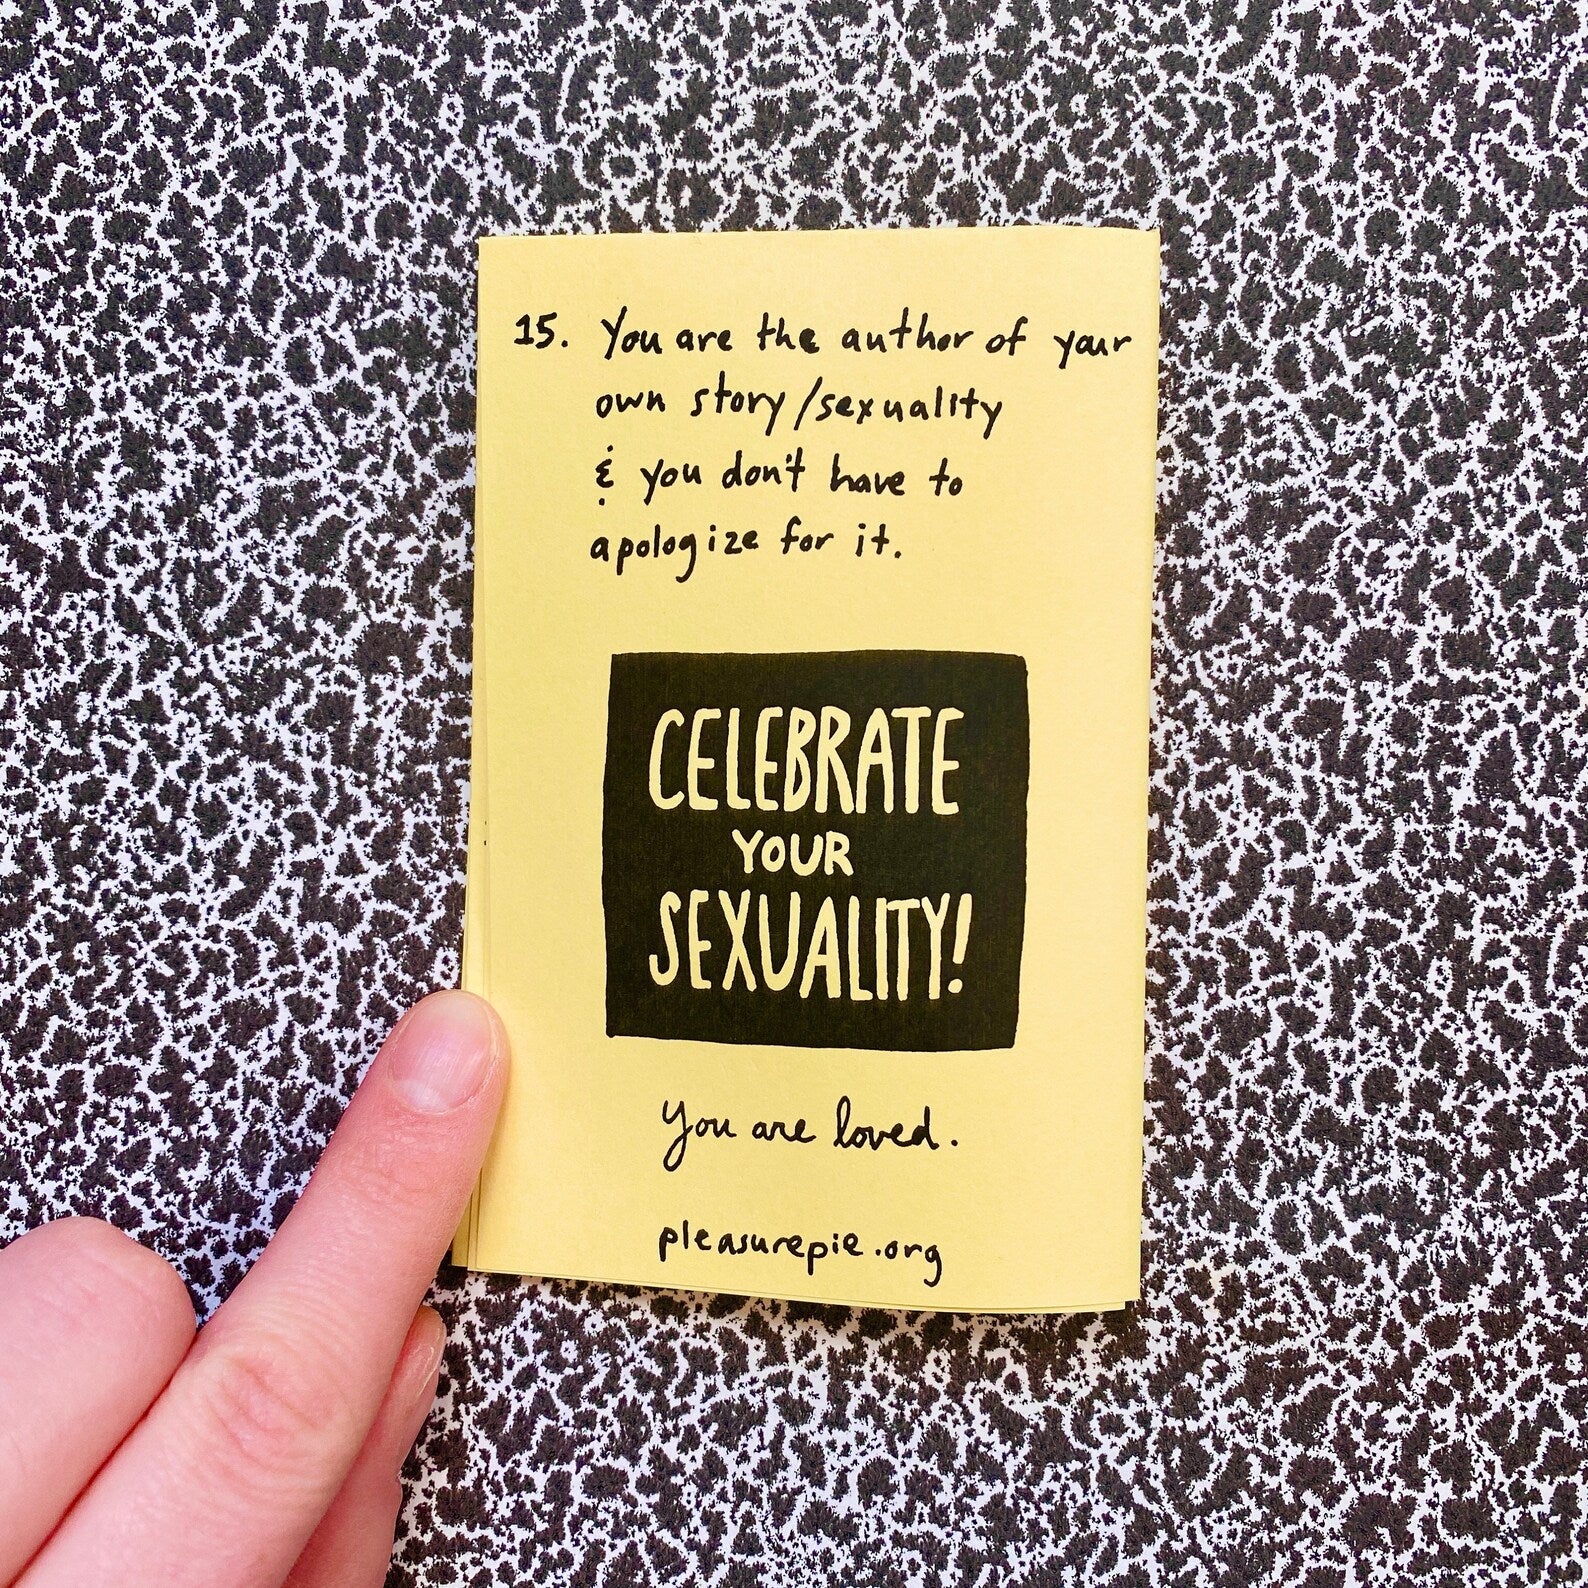 15. You are the author of your
own story/sexuality
& you don't have to
apologize for it.
CELEBRATE
YOUR
SEXUALITY!
You are loved.
pleasurepie.org